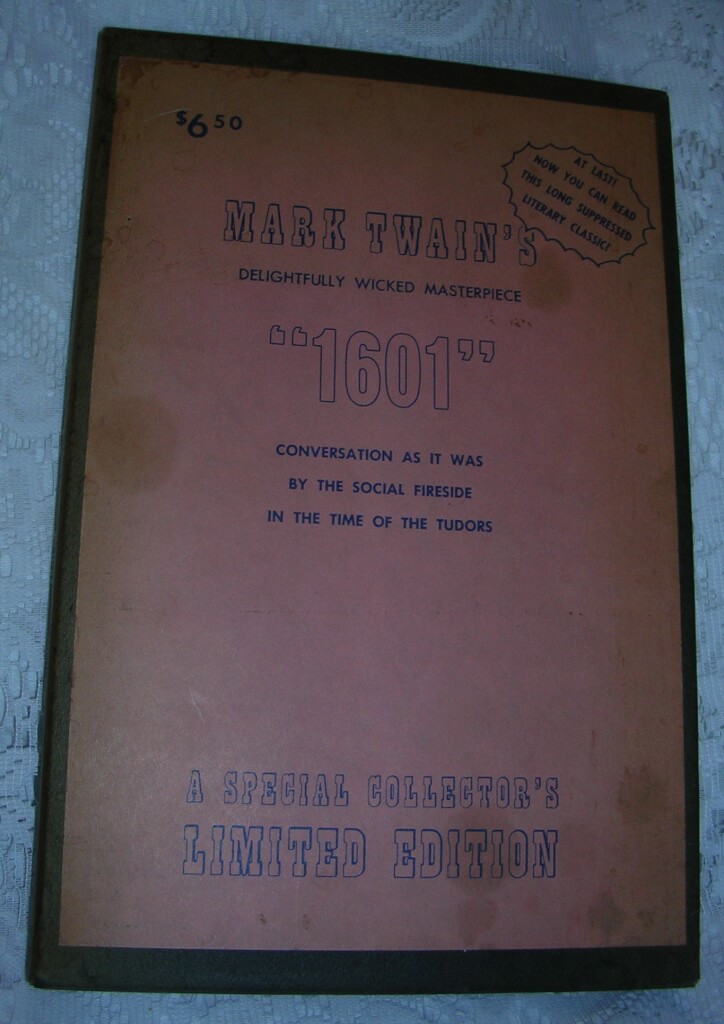 $6 50
AT LAST!
NOW YOU CAN READ
THIS LONG SUPPRESSED
LITERARY CLASSIC!
MARK TWAIN'S
DELIGHTFULLY WICKED MASTERPIECE
“1601”
CONVERSATION AS IT WAS
BY THE SOCIAL FIRESIDE
IN THE TIME OF THE TUDORS
A SPECIAL COLLECTOR'S
LIMITED EDITION